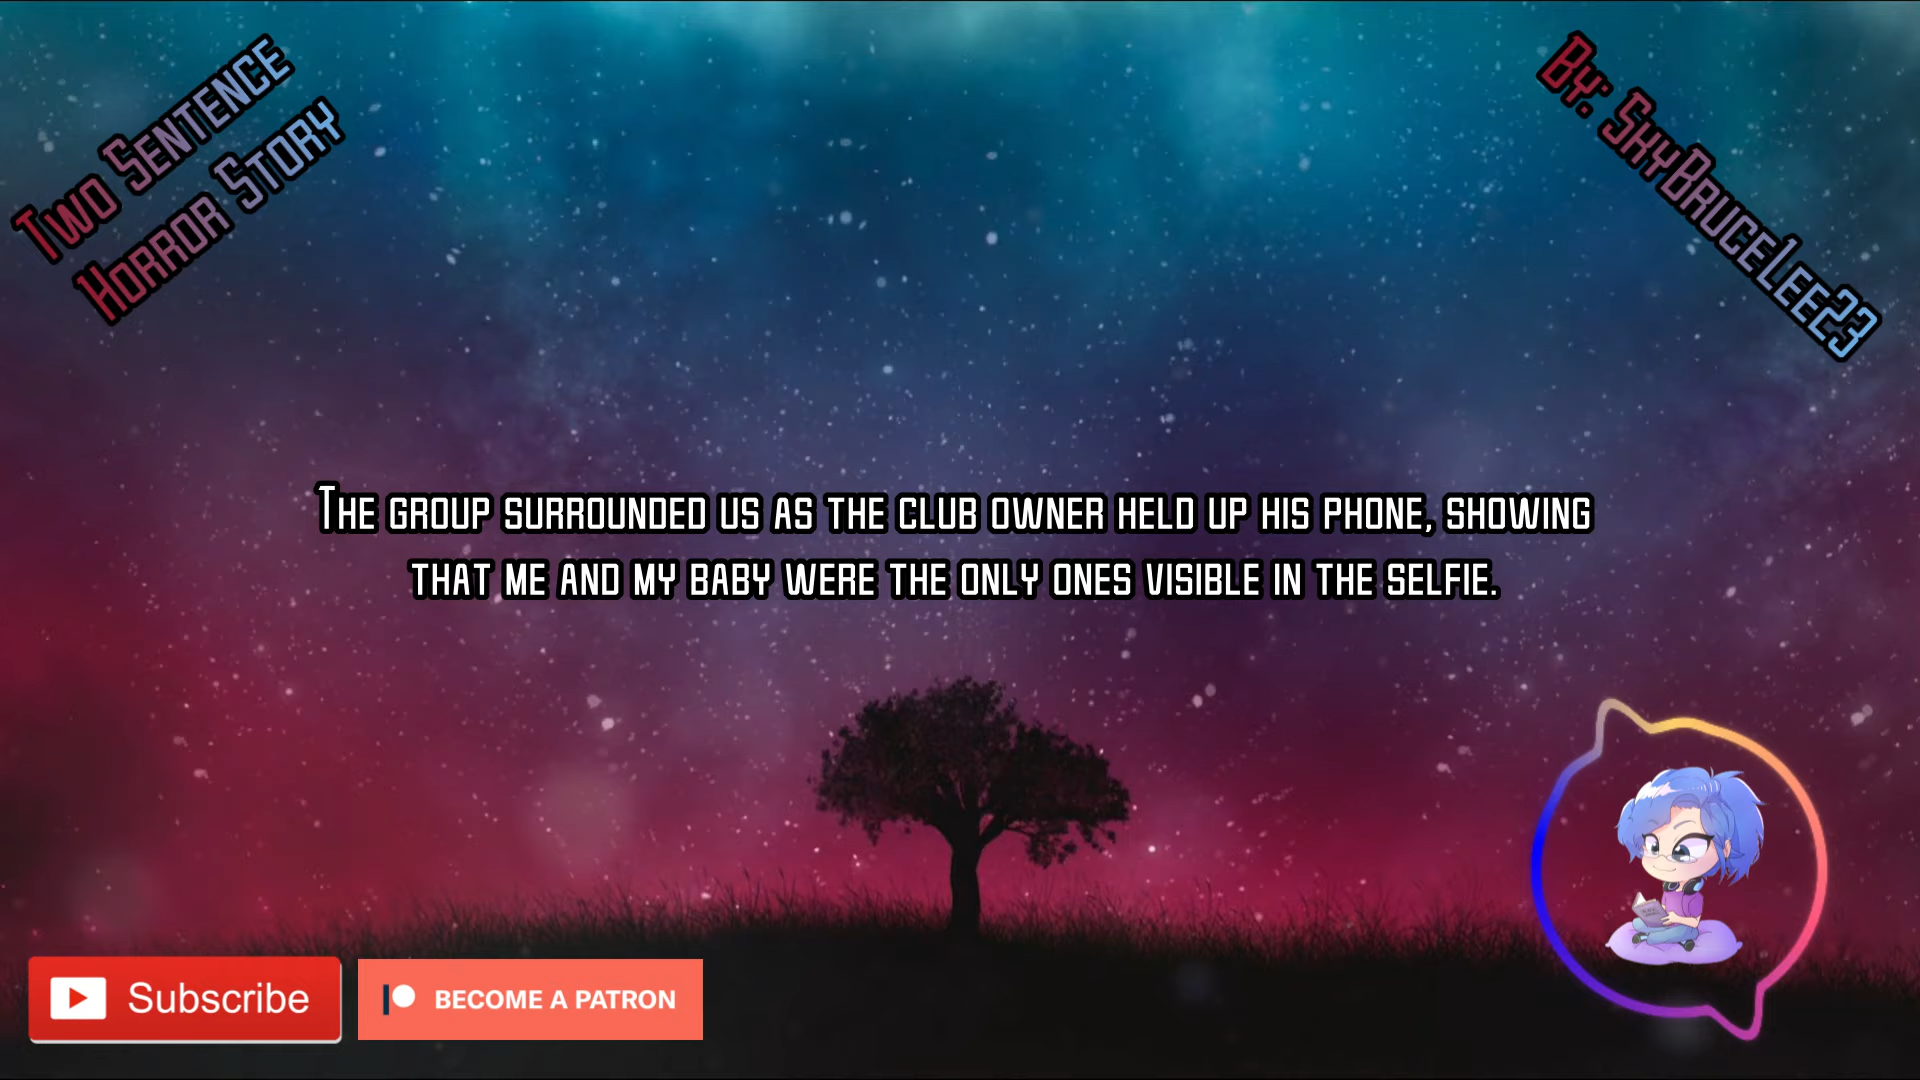 Two Sentence
Horror Story
By: SkyBruceLee23
The group surrounded us as the club owner held up his phone, showing
that me and my baby were the only ones visible in the selfie.
Subscribe
BECOME A PATRON